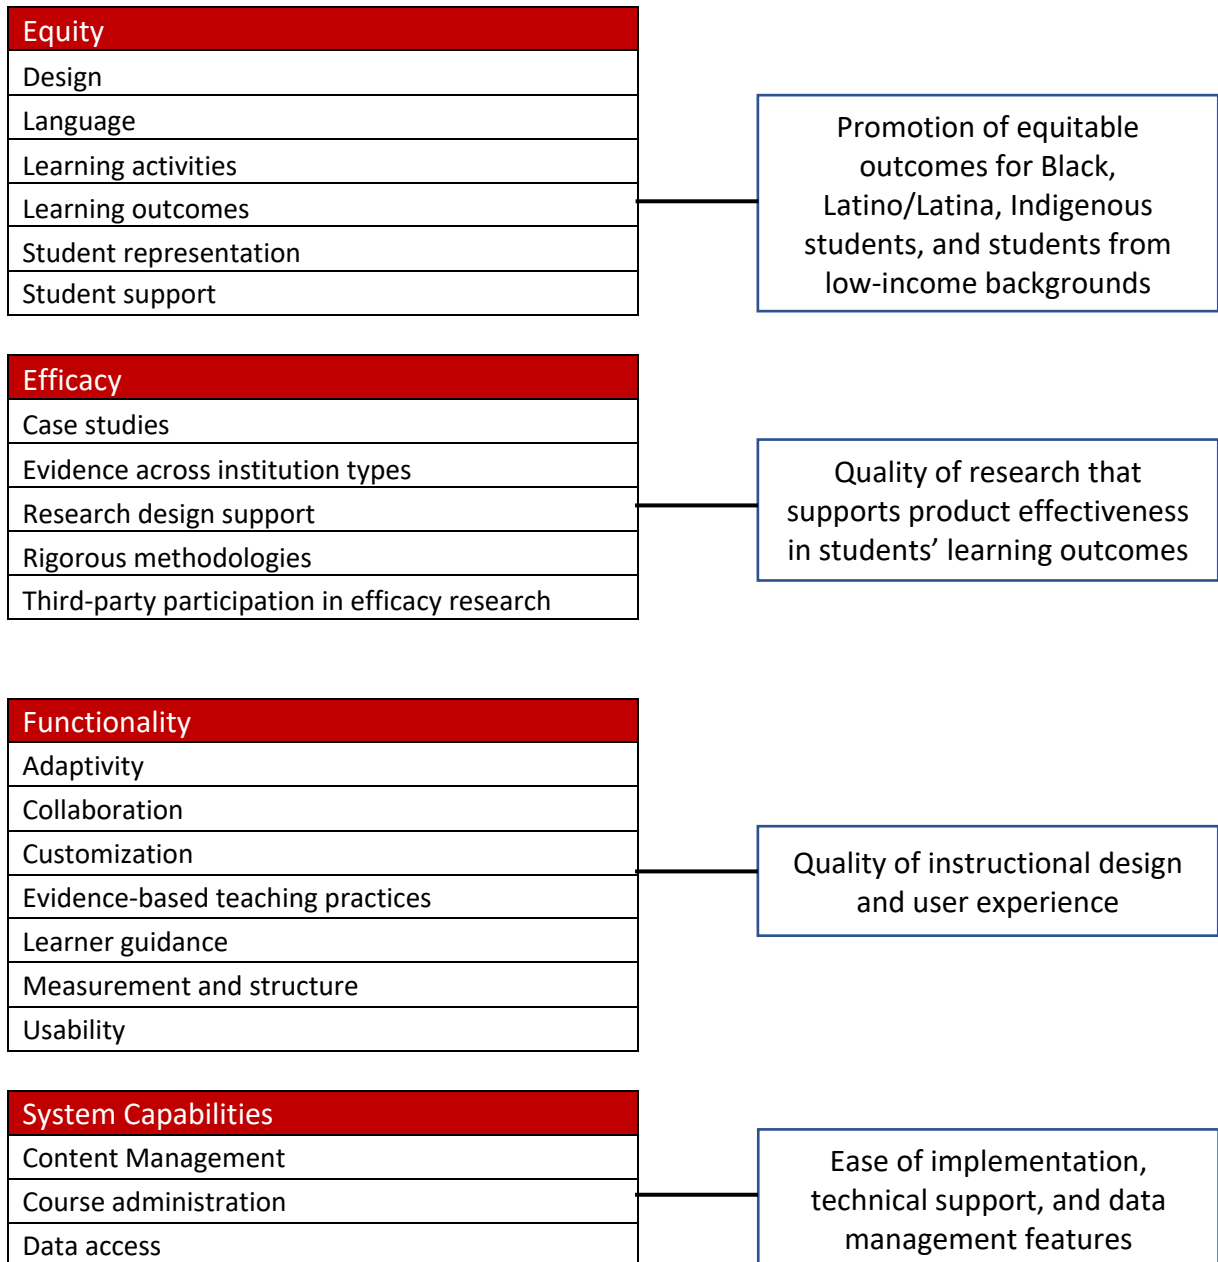 Equity
Design
Language
Learning activities
Learning outcomes
Student representation
Student support
Promotion of equitable
outcomes for Black,
Latino/Latina, Indigenous
students, and students from
low-income backgrounds
Efficacy
Case studies
Evidence across institution types
Research design support
Rigorous methodologies
Third-party participation in efficacy research
Quality of research that
supports product effectiveness
in students’ learning outcomes
Functionality
Adaptivity
Collaboration
Customization
Evidence-based teaching practices
Learner guidance
Measurement and structure
Usability
Quality of instructional design
and user experience
System Capabilities
Content Management
Course administration
Data access
Ease of implementation,
technical support, and data
management features